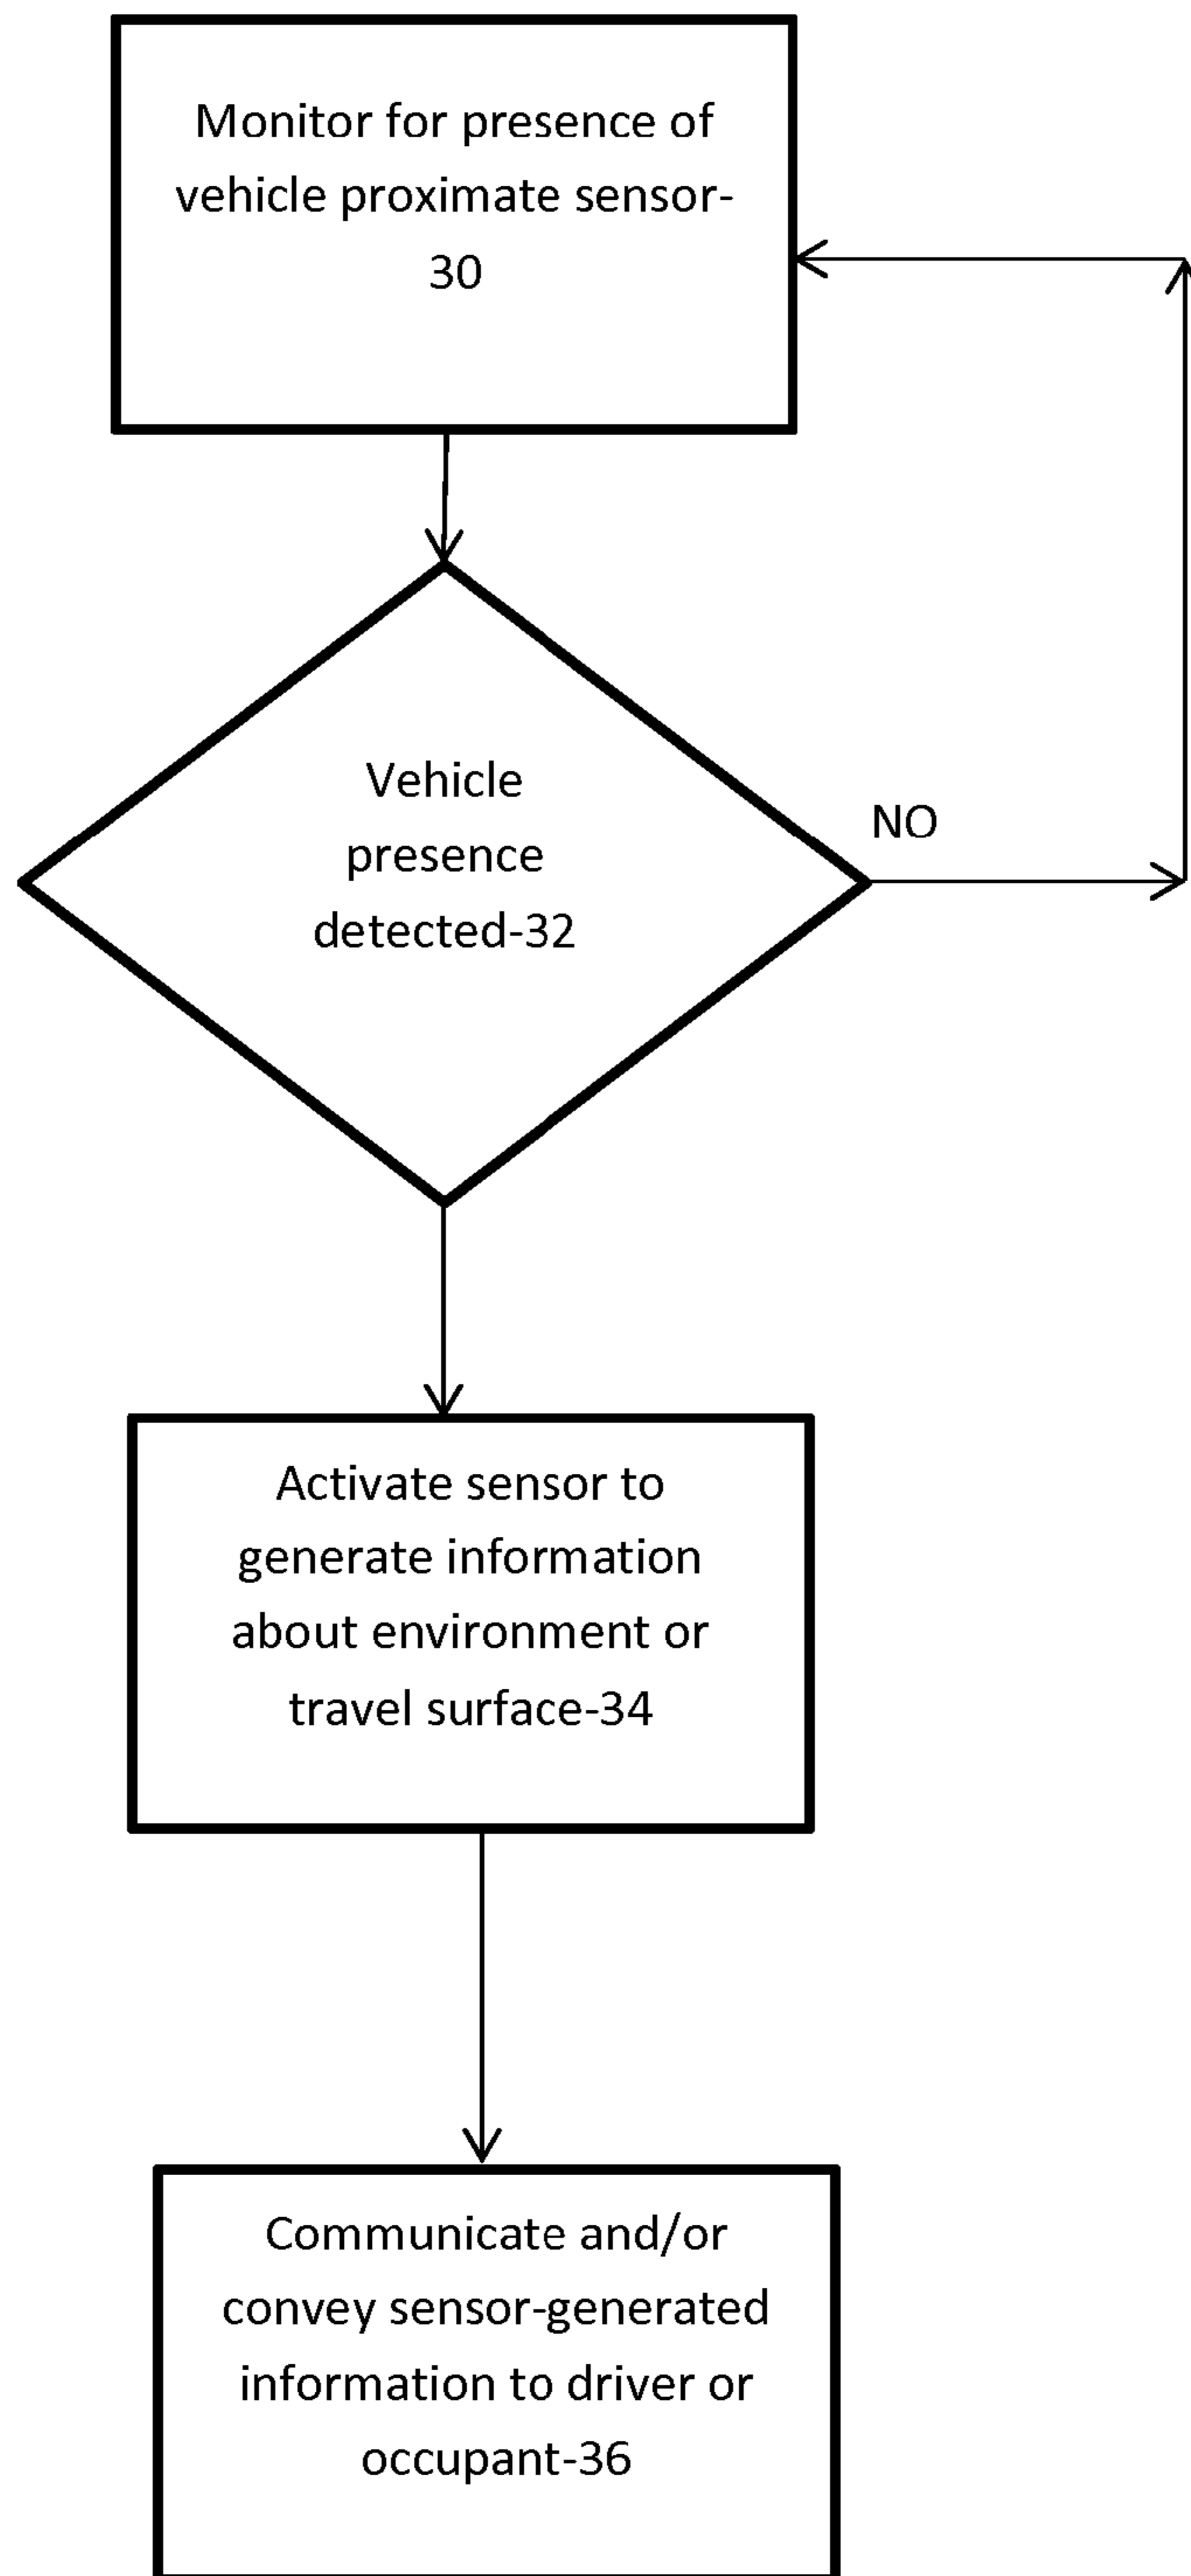 Monitor for presence of
vehicle proximate sensor-
30
Vehicle
presence
detected-32
NO
Activate sensor to
generate information
about environment or
travel surface-34
Communicate and/or
convey sensor-generated
information to driver or
occupant-36